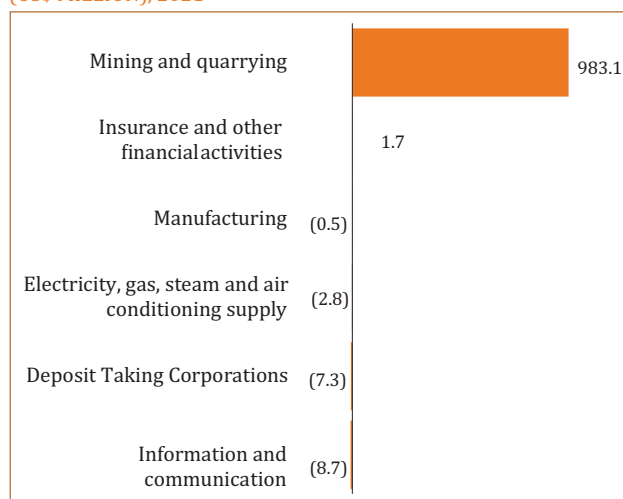 Mining and quarrying 983.1
Insurance and other
financial activities 1.7
Manufacturing (0.5)
Electricity, gas, steam and air
conditioning supply (2.8)
Deposit Taking Corporations (7.3)
Information and
communication (8.7)